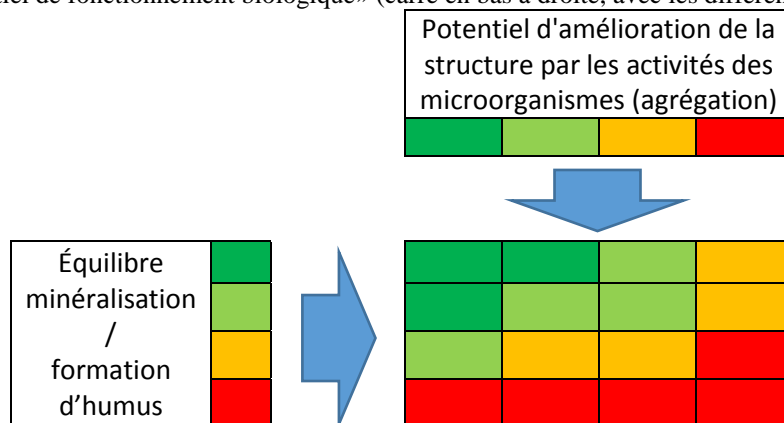 de fonctionnement biologique» (carré en bas à droite, avec les
Potentiel d'amélioration de la
structure par les activités des
microorganismes (agrégation)
Équilibre
minéralisation
/
formation
d’humus